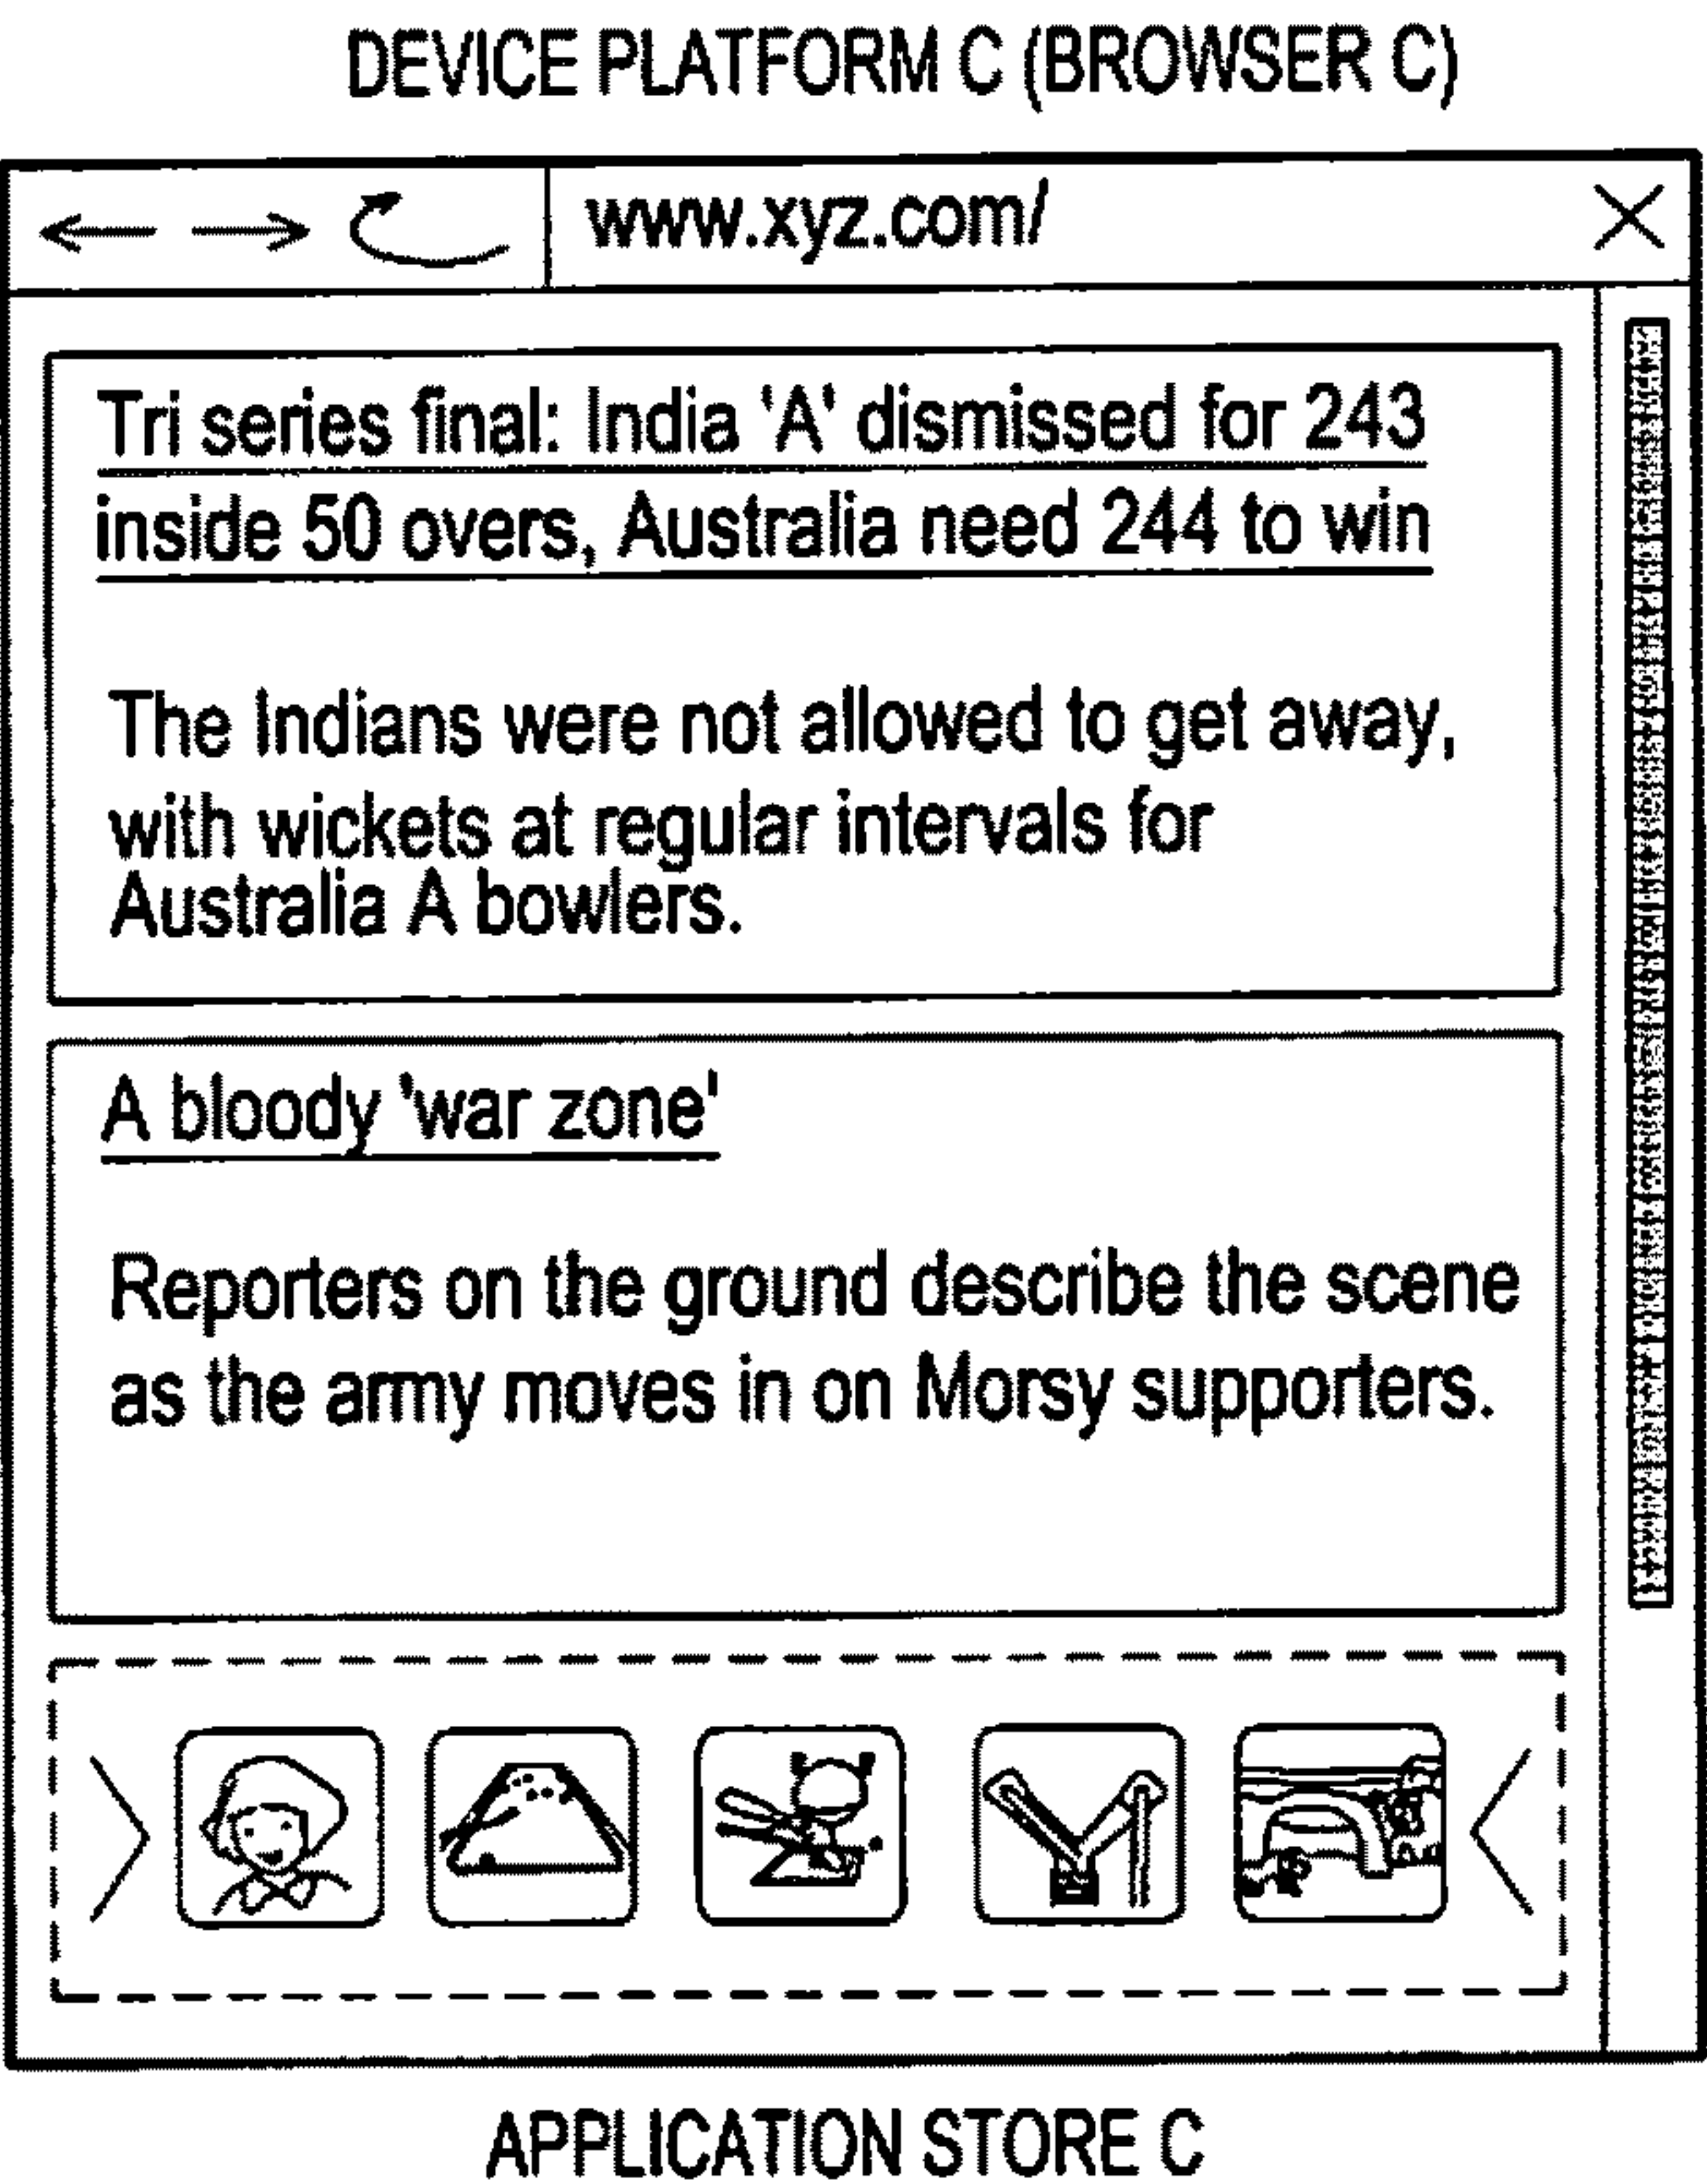 DEVICE PLATFORM C (BROWSER C)
www.xyz.com/
Tri series final: India 'A' dismissed for 243
inside 50 overs, Australia need 244 to win
The Indians were not allowed to get away,
with wickets at regular intervals for
Australia A bowlers.
A bloody 'war zone'
Reporters on the ground describe the scene
as the army moves in on Morsy supporters.
APPLICATION STORE C